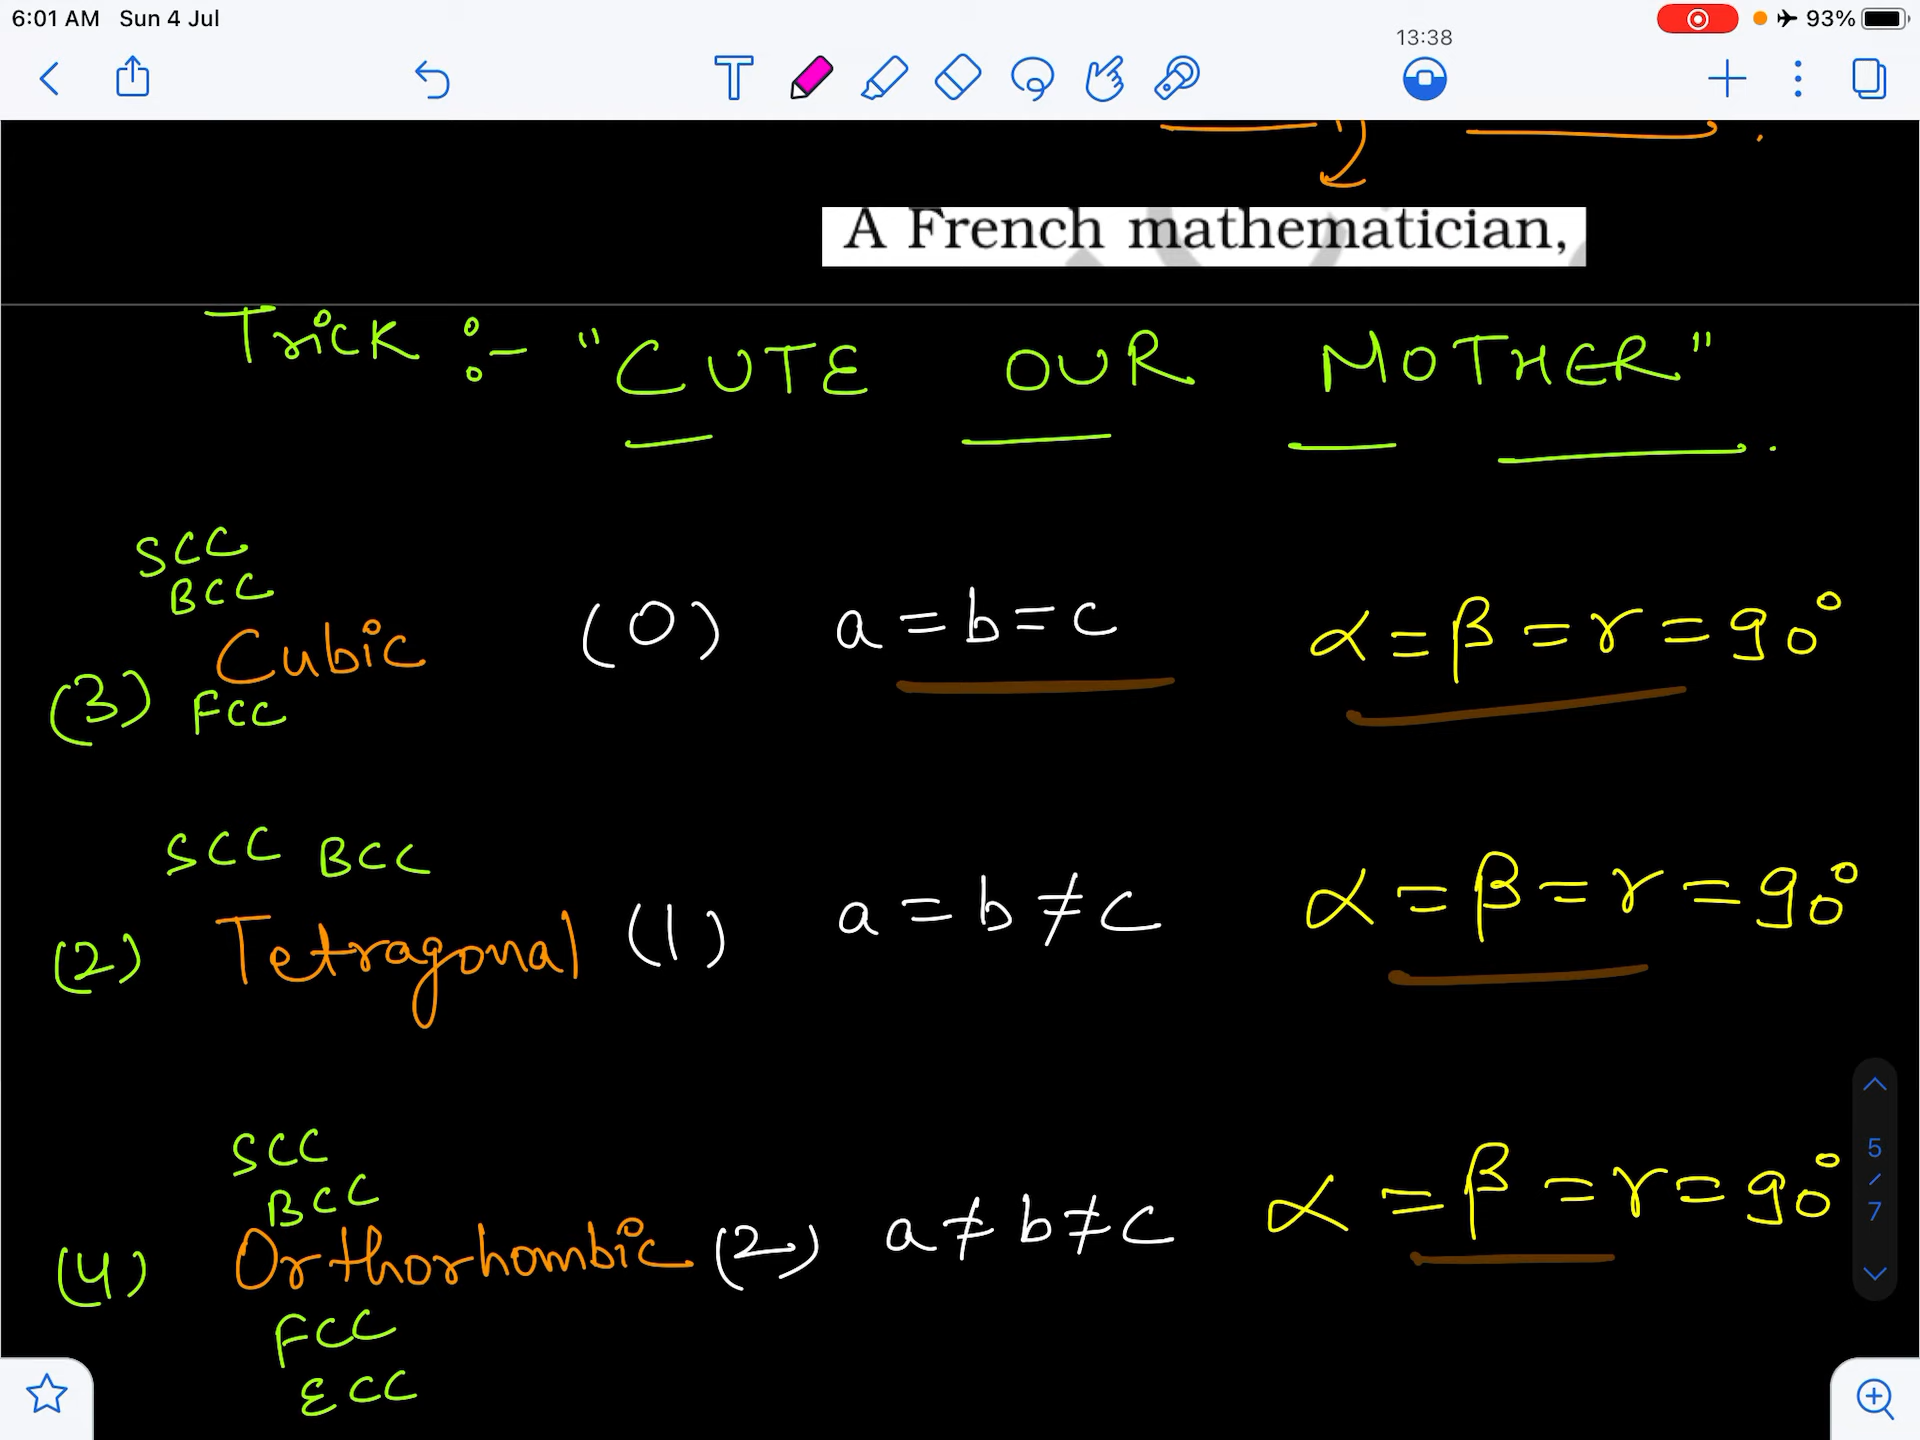 6:01 AM Sun 4 Jul
93%
13:38
T
A French mathematician,
Trick :- "CUTE OUR MOTHER"
SCC
BCC
Cubic (0) a = b = c α = β = γ = 90°
(3) FCC
SCC BCC
(2) Tetragonal (1) a = b ≠ c α = β = γ = 90°
SCC
BCC
(4) Orthorhombic (2) a ≠ b ≠ c α = β = γ = 90°
FCC
ECC
5
/
7